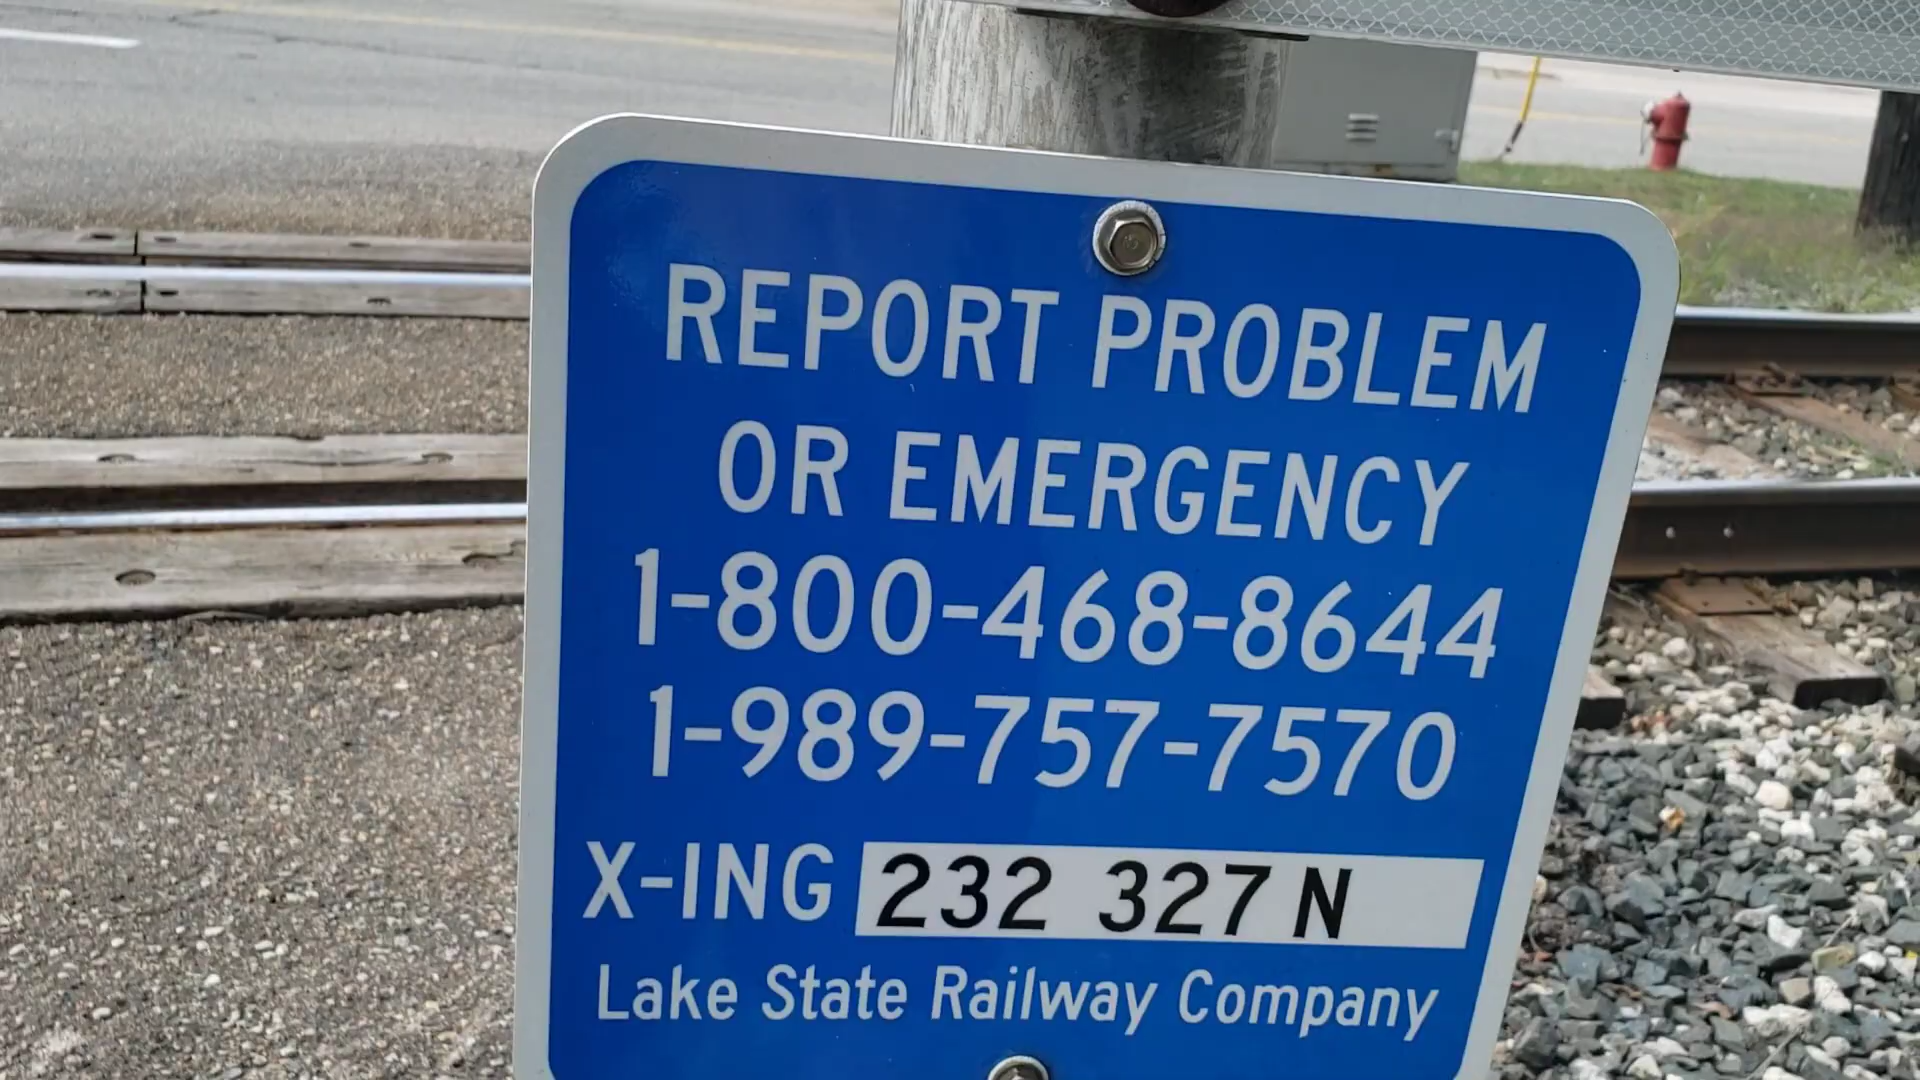 REPORT PROBLEM
OR EMERGENCY
1-800-468-8644
1-989-757-7570
X-ING 232 327 N
Lake State Railway Company